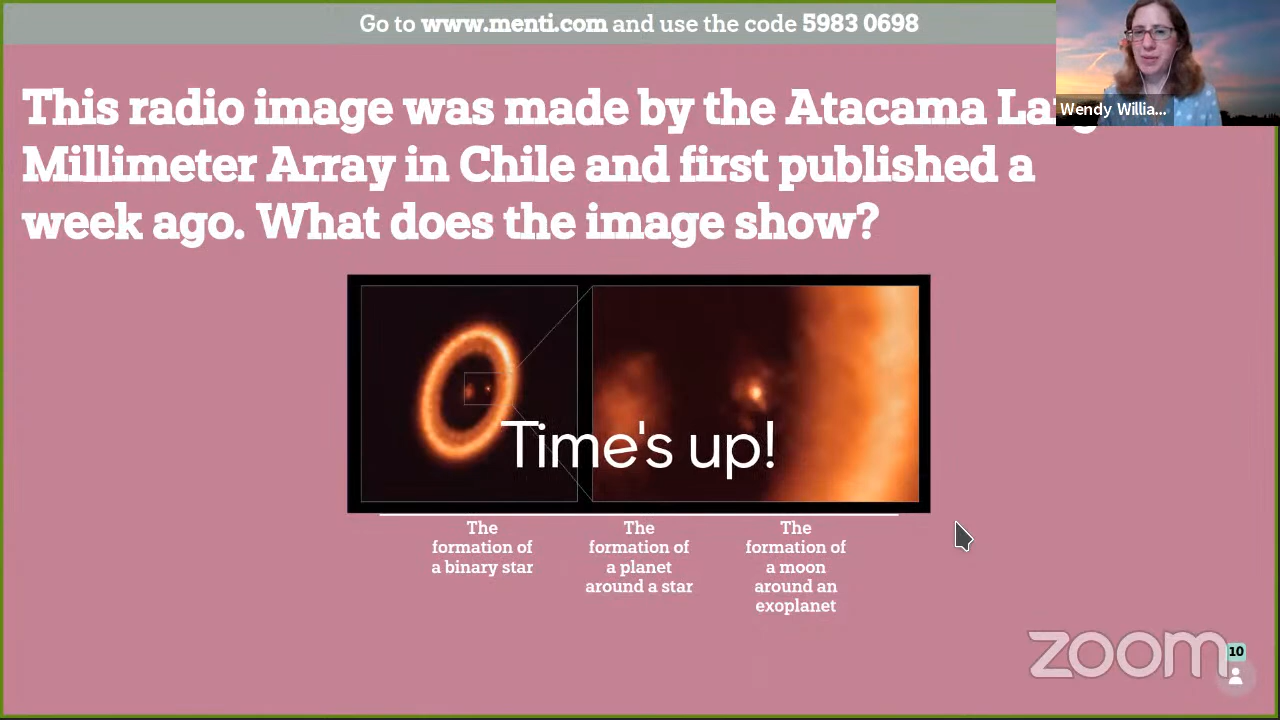 Go to www.menti.com and use the code 5983 0698
This radio image was made by the Atacama
Millimeter Array in Chile and first published a
week ago. What does the image show?
Wendy Willia...
Time's up!
The
formation of
a binary star
The
formation of
a planet
around a star
The
formation of
a moon
around an
exoplanet
zoom
10